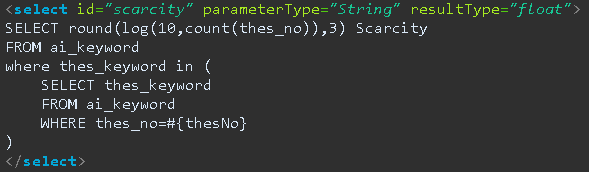 <select id="scarcity" parameterType="String" resultType="float">
SELECT round(log(10,count(thes_no)),3) Scarcity
FROM ai_keyword
where thes_keyword in (
    SELECT thes_keyword
    FROM ai_keyword
    WHERE thes_no=#{thesNo}
)
</select>